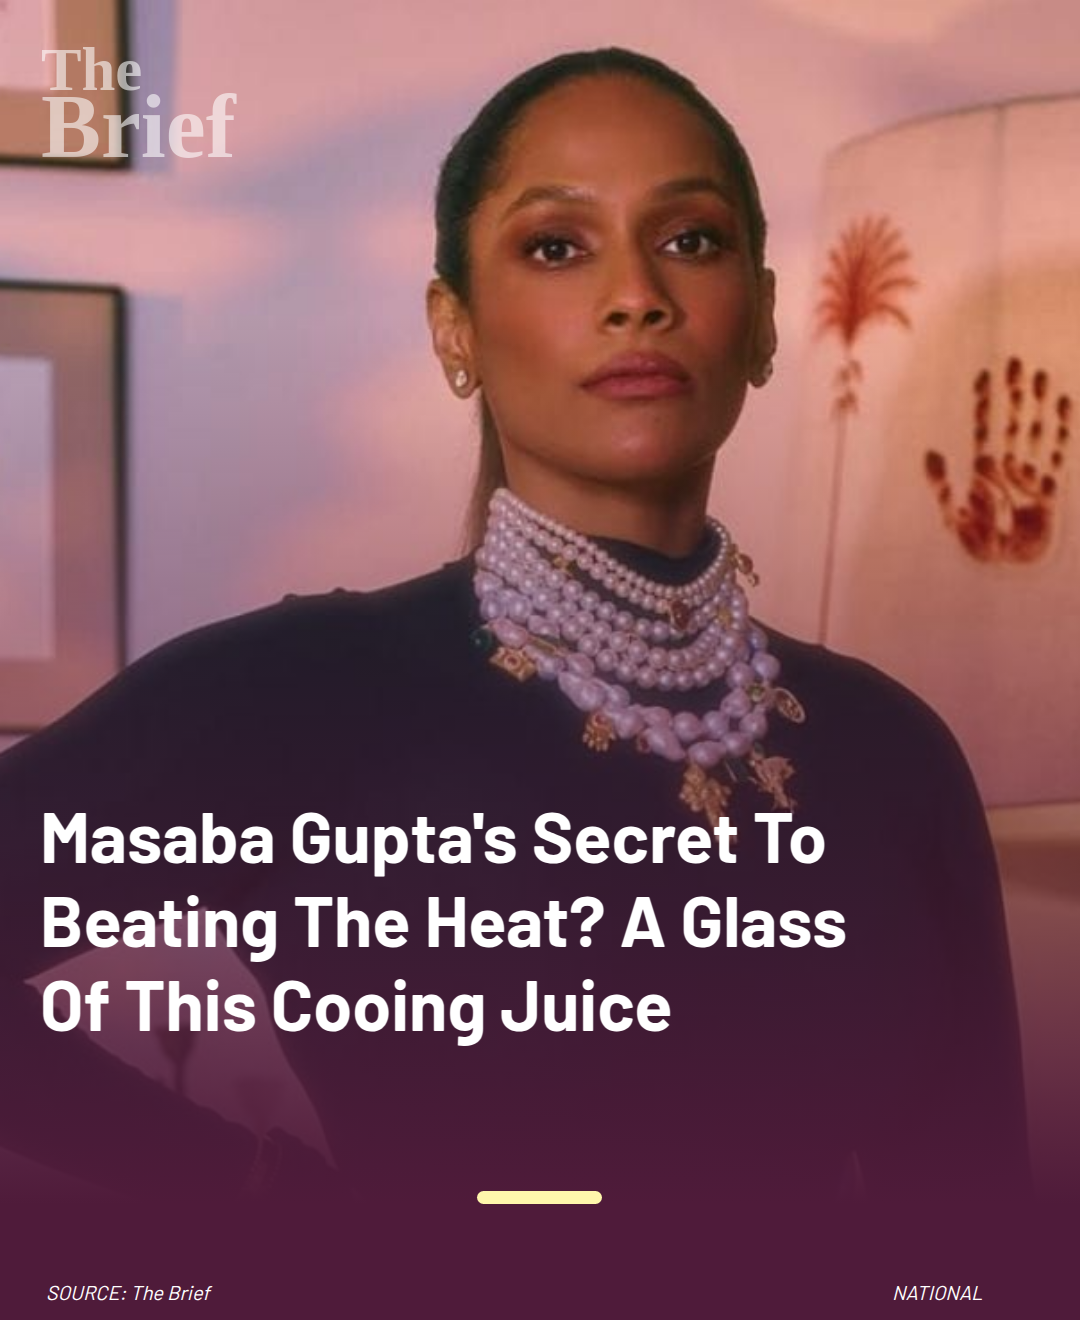 The
Brief
Masaba Gupta's Secret To
Beating The Heat? A Glass
Of This Cooing Juice
SOURCE: The Brief
NATIONAL